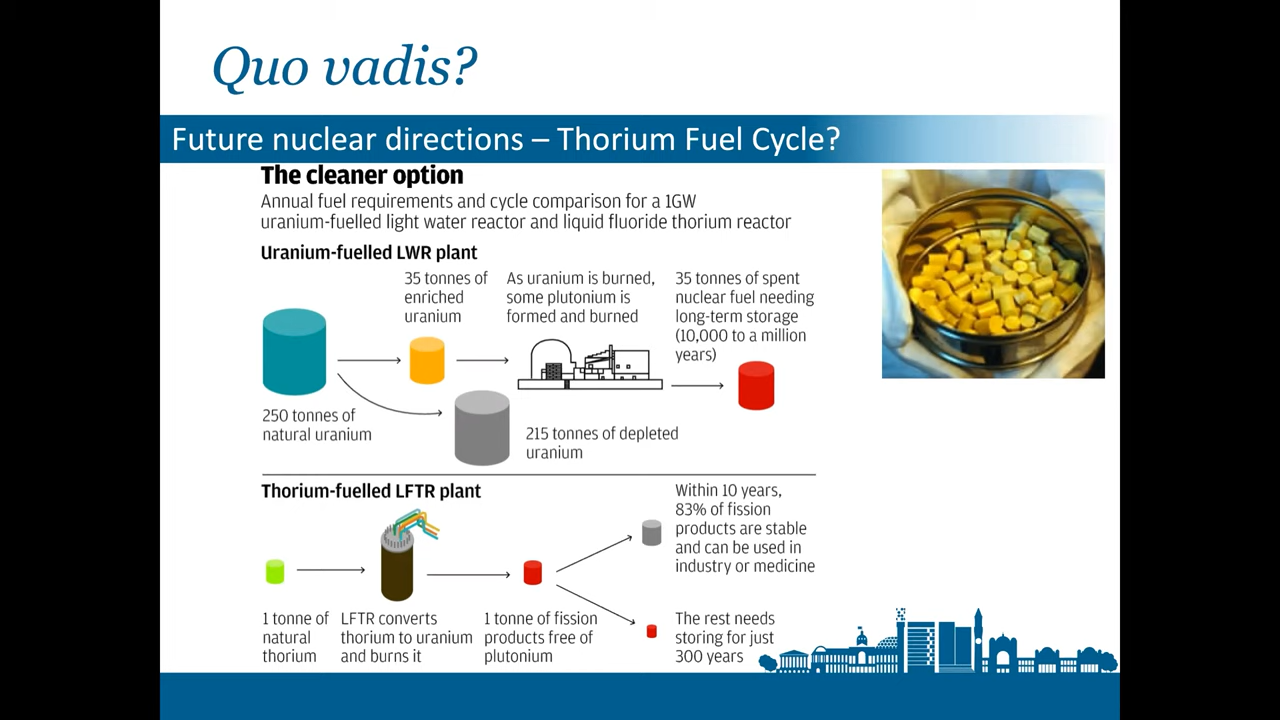 Quo vadis?
Future nuclear directions – Thorium Fuel Cycle?
The cleaner option
Annual fuel requirements and cycle comparison for a 1GW
uranium-fuelled light water reactor and liquid fluoride thorium reactor
Uranium-fuelled LWR plant
250 tonnes of
natural uranium
35 tonnes of
enriched
uranium
215 tonnes of depleted
uranium
As uranium is burned,
some plutonium is
formed and burned
35 tonnes of spent
nuclear fuel needing
long-term storage
(10,000 to a million
years)
Thorium-fuelled LFTR plant
1 tonne of
natural
thorium
LFTR converts
thorium to uranium
and burns it
1 tonne of fission
products free of
plutonium
Within 10 years,
83% of fission
products are stable
and can be used in
industry or medicine
The rest needs
storing for just
300 years